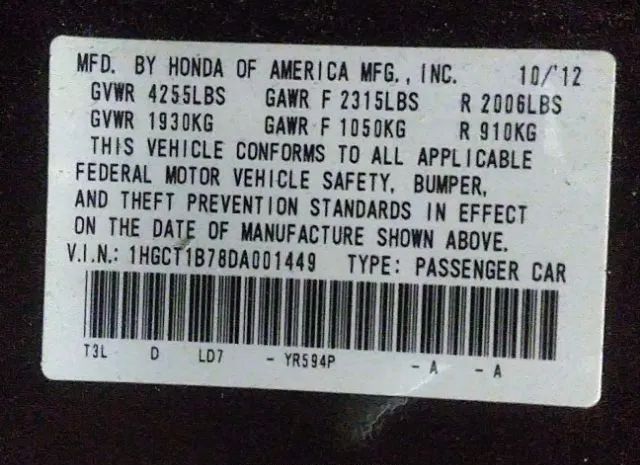 MFD. BY HONDA OF AMERICA MFG., INC. 10/'12
GVWR 4255LBS GAWR F 2315LBS R 2006LBS
GVWR 1930KG GAWR F 1050KG R 910KG
THIS VEHICLE CONFORMS TO ALL APPLICABLE
FEDERAL MOTOR VEHICLE SAFETY, BUMPER,
AND THEFT PREVENTION STANDARDS IN EFFECT
ON THE DATE OF MANUFACTURE SHOWN ABOVE.
V.I.N.: 1HGCT1B78DA001449 TYPE: PASSENGER CAR
T3L D LD7 - YR594P - A - A